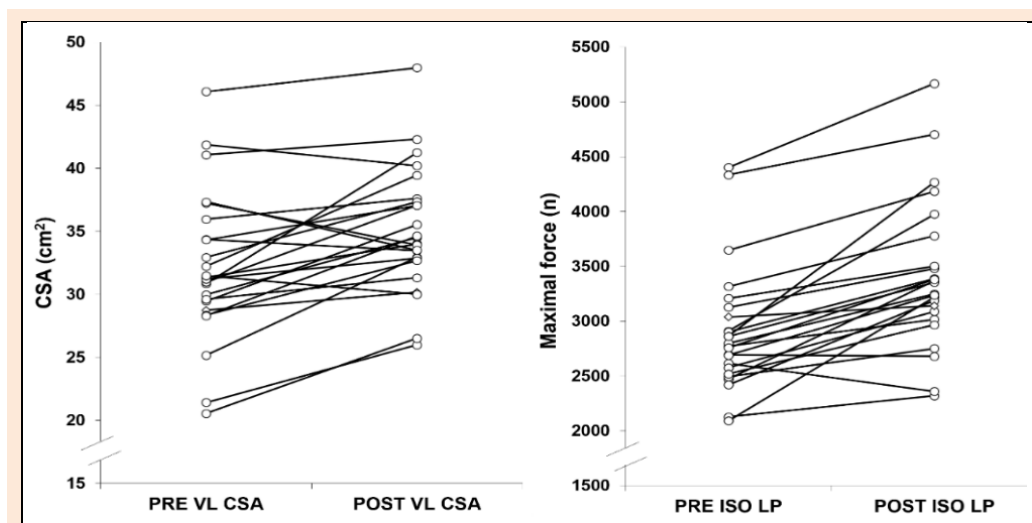 50
45
40
35
30
25
20
15
CSA (cm²)
PRE VL CSA
POST VL CSA
5500
5000
4500
4000
3500
3000
2500
2000
1500
Maximal force (n)
PRE ISO LP
POST ISO LP